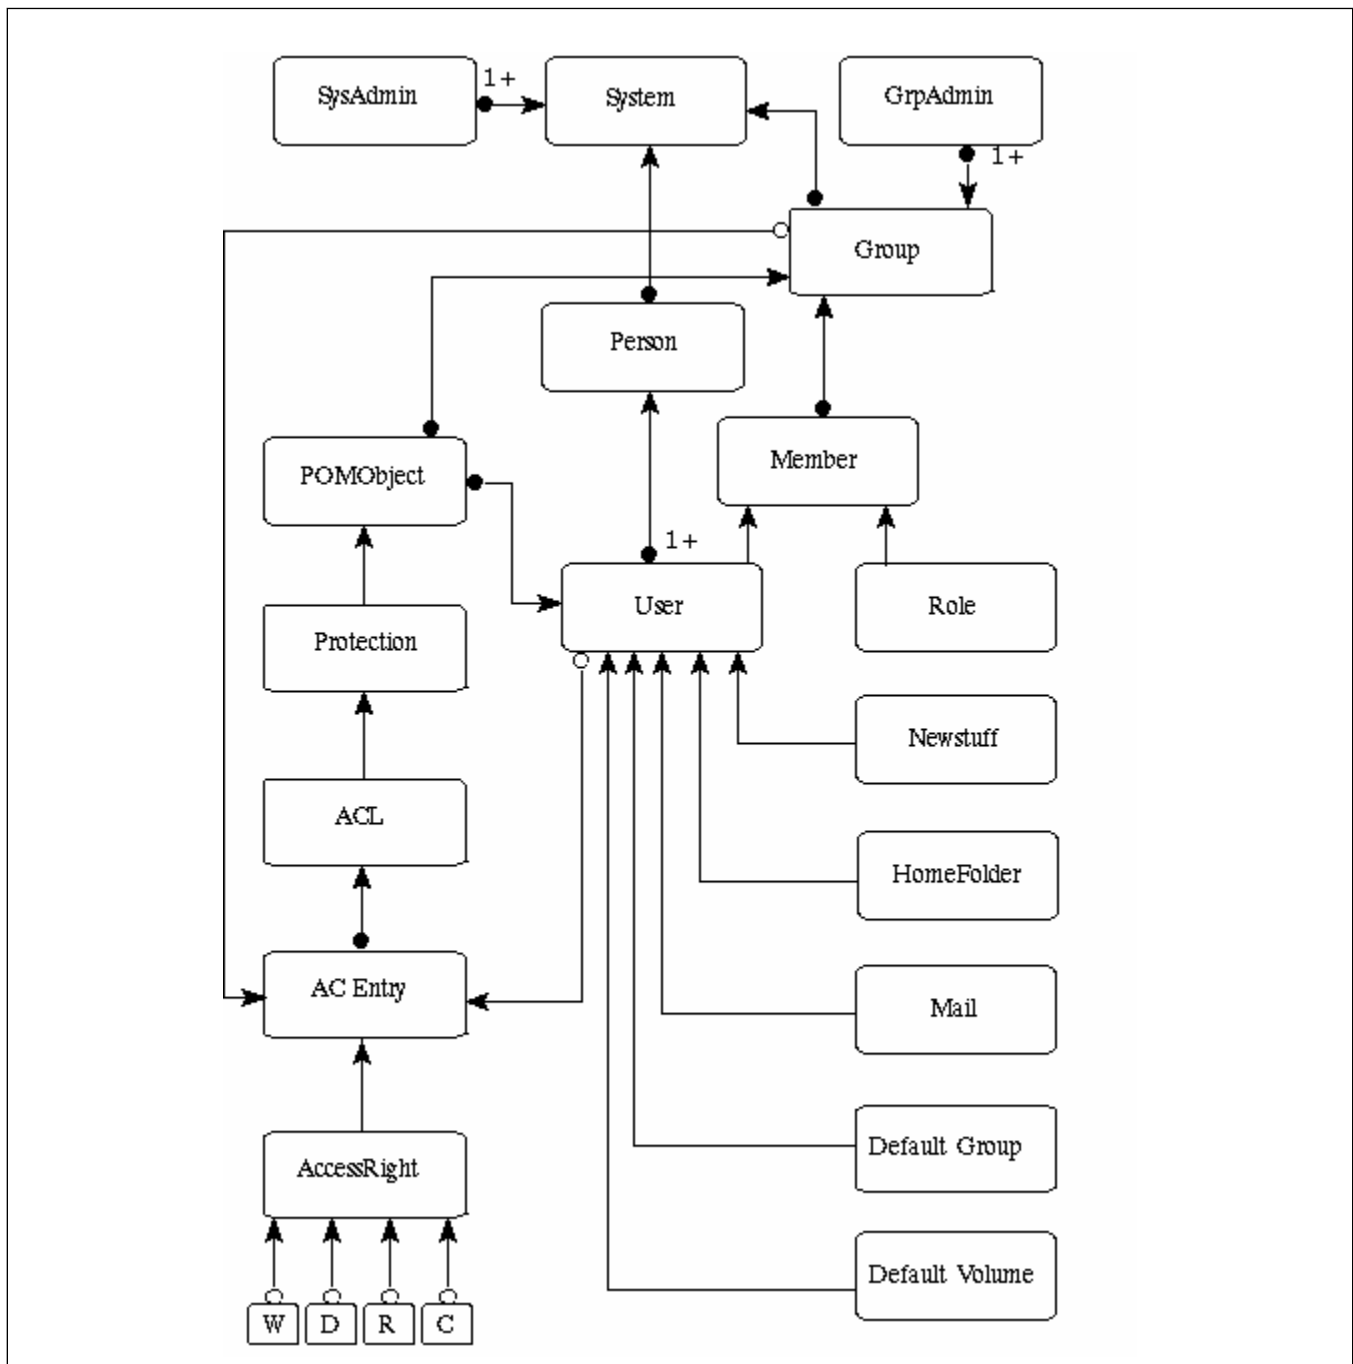 SysAdmin
1+
System
GrpAdmin
1+
Group
Person
Member
POMObject
1+
User
Role
Protection
Newstuff
ACL
HomeFolder
AC Entry
Mail
Default Group
AccessRight
Default Volume
W
D
R
C